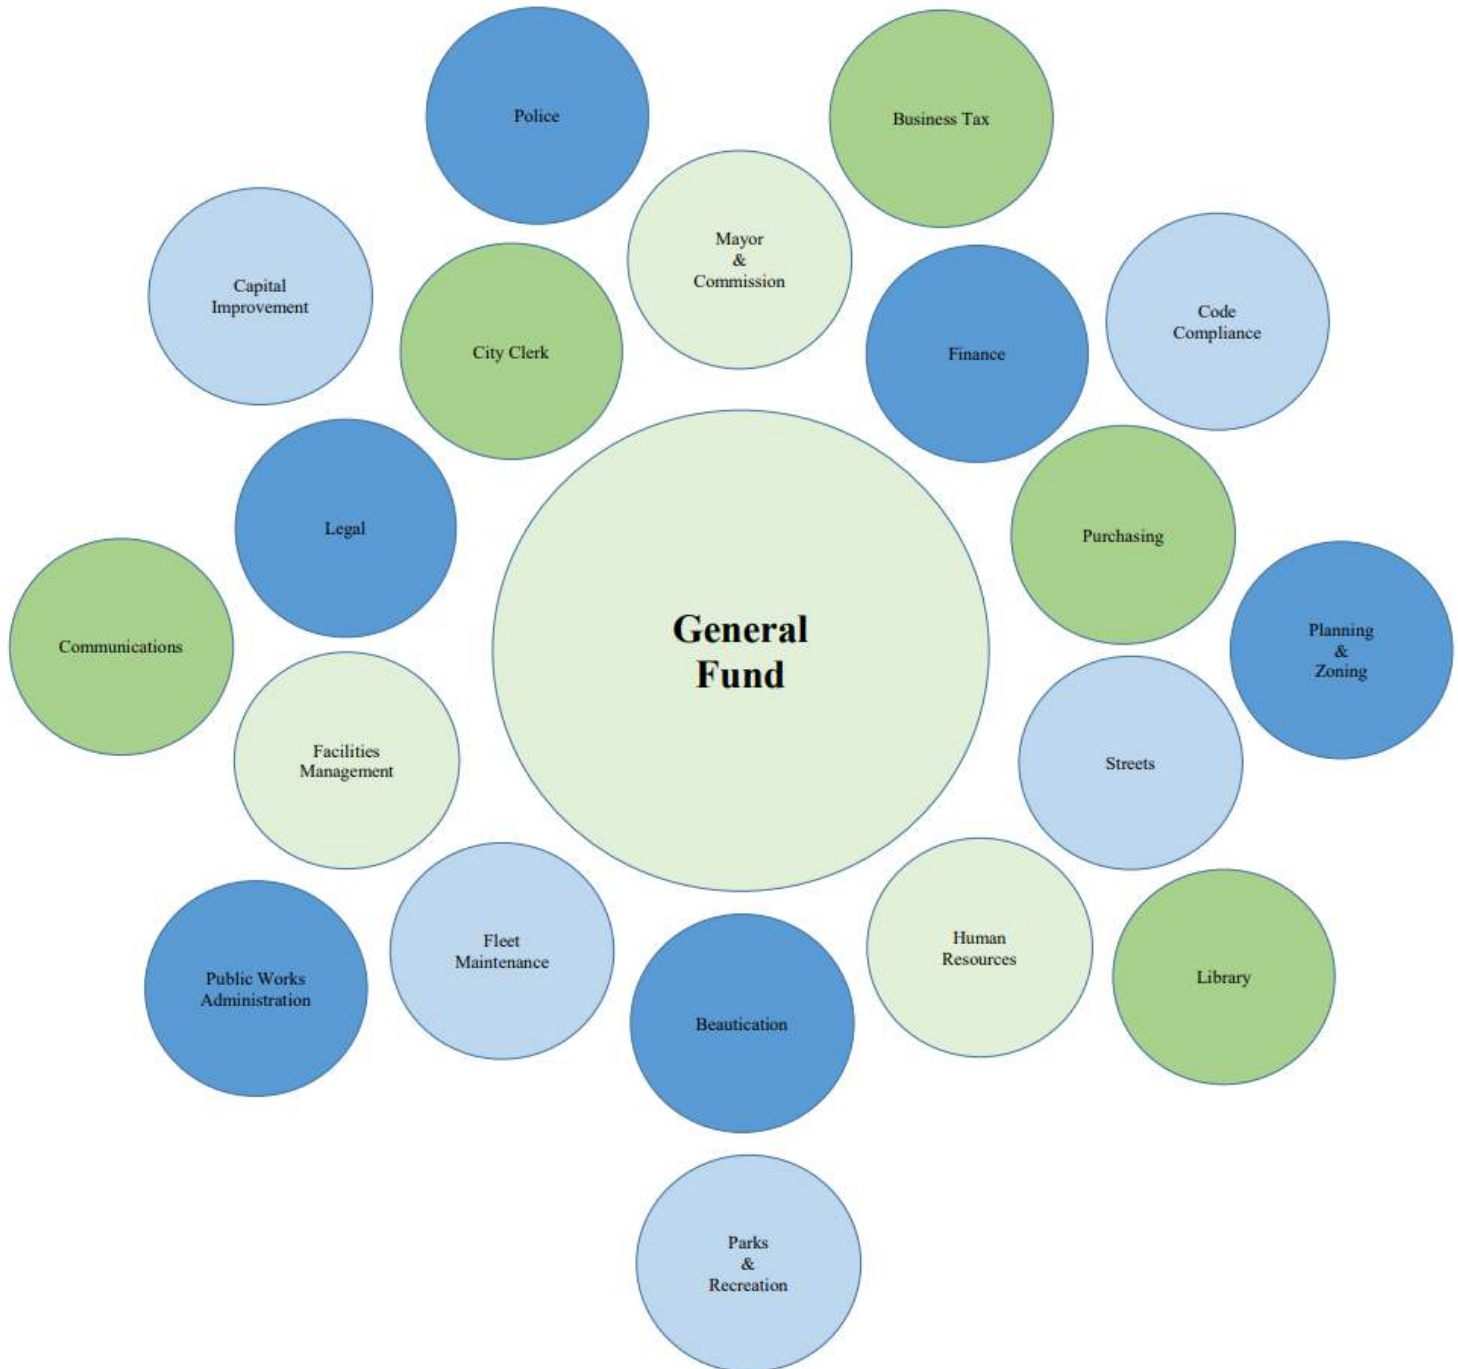 Police
Business Tax
Mayor
&
Commission
Capital
Improvement
Code
Compliance
City Clerk
Finance
Legal
Purchasing
Communications
General
Fund
Planning
&
Zoning
Facilities
Management
Streets
Fleet
Maintenance
Human
Resources
Public Works
Administration
Library
Beautication
Parks
&
Recreation